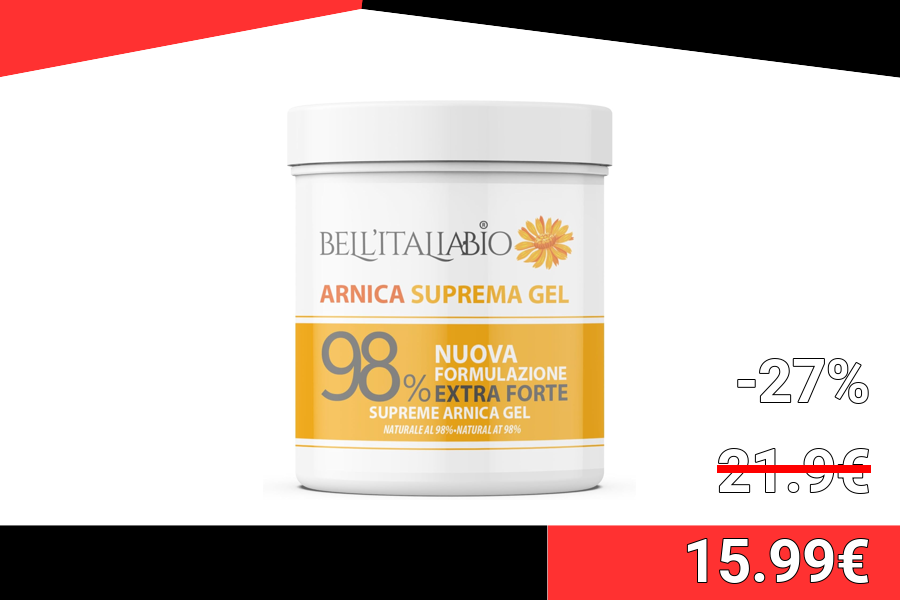 BELL'ITALIABIO®
ARNICA SUPREMA GEL
98%
NUOVA
FORMULAZIONE
EXTRA FORTE
SUPREME ARNICA GEL
NATURALE AL 98%•NATURAL AT 98%
-27%
21.9€
15.99€